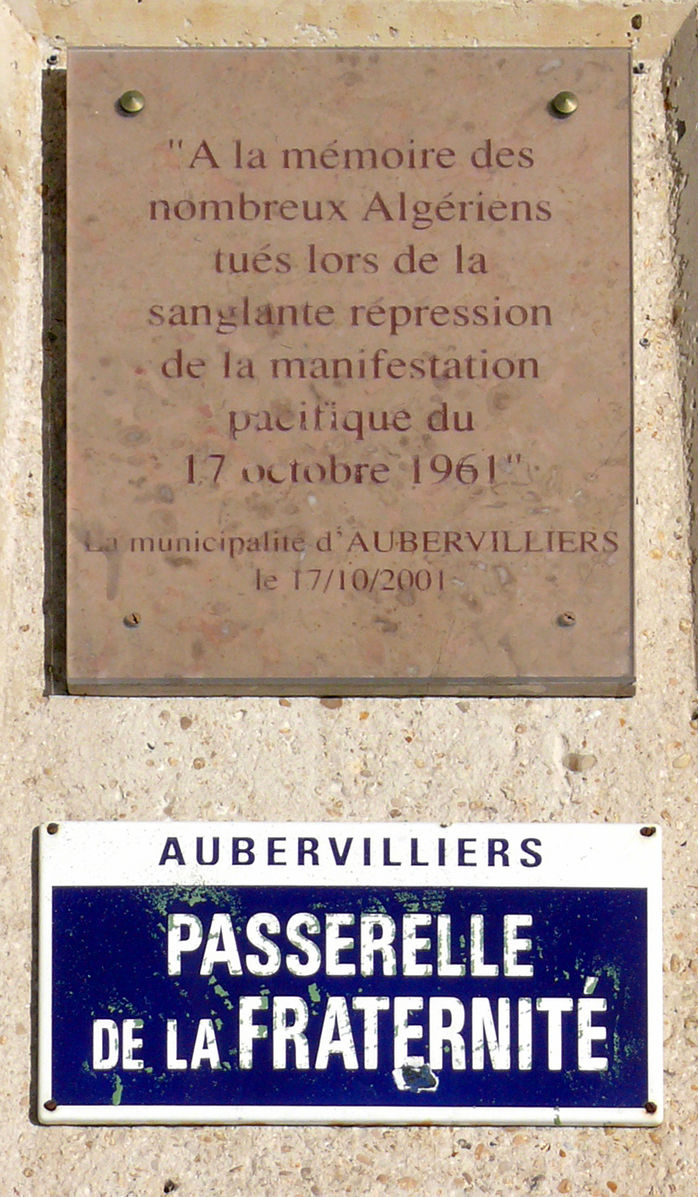 "A la mémoire des
nombreux Algériens
tués lors de la
sanglante répression
de la manifestation
pacifique du
17 octobre 1961"
La municipalité d'AUBERVILLIERS
le 17/10/2001
AUBERVILLIERS
PASSERELLE
DE LA FRATERNITÉ